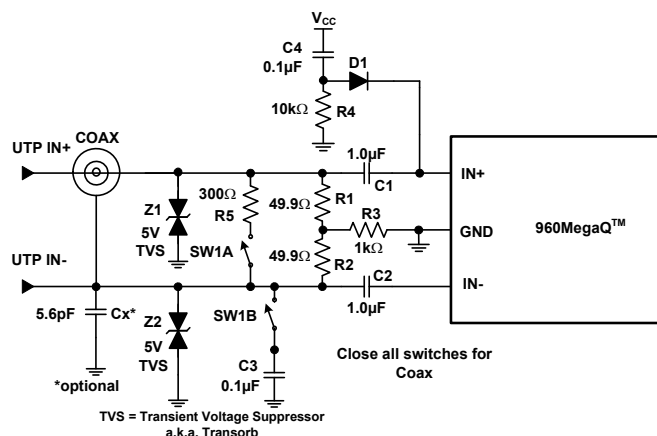 VCC
C4
0.1µF
D1
10kΩ
R4
COAX
UTP IN+
1.0µF
C1
IN+
300Ω
R5
49.9Ω
R1
Z1
5V
TVS
SW1A
R3
1kΩ
GND
960MegaQ™
49.9Ω
R2
UTP IN-
C2
1.0µF
IN-
5.6pF
Cx*
Z2
5V
TVS
SW1B
C3
0.1µF
Close all switches for
Coax
*optional
TVS = Transient Voltage Suppressor
a.k.a. Transorb